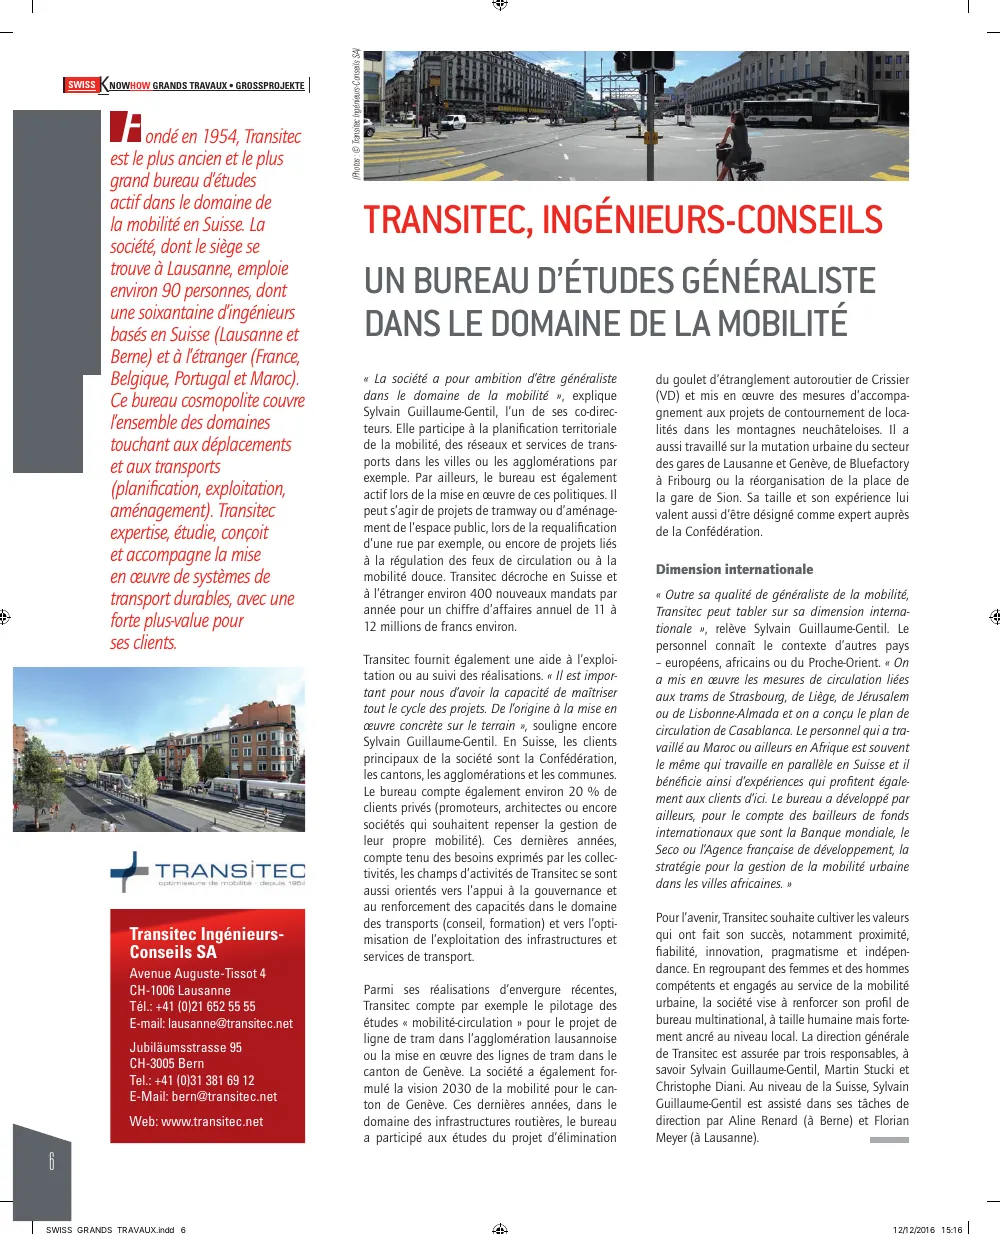 SWISS KNOWHOW GRANDS TRAVAUX • GROSSPROJEKTE
Fondé en 1954, Transitec
est le plus ancien et le plus
grand bureau d'études
actif dans le domaine de
la mobilité en Suisse. La
société, dont le siège se
trouve à Lausanne, emploie
environ 90 personnes, dont
une soixantaine d'ingénieurs
basés en Suisse (Lausanne et
Berne) et à l'étranger (France,
Belgique, Portugal et Maroc).
Ce bureau cosmopolite couvre
l'ensemble des domaines
touchant aux déplacements
et aux transports
(planification, exploitation,
aménagement). Transitec
expertise, étudie, conçoit
et accompagne la mise
en œuvre de systèmes de
transport durables, avec une
forte plus-value pour
ses clients.
TRANSITEC
optimiseurs de mobilité · depuis 1954
Transitec Ingénieurs-
Conseils SA
Avenue Auguste-Tissot 4
CH-1006 Lausanne
Tél.: +41 (0)21 652 55 55
E-mail: lausanne@transitec.net
Jubiläumsstrasse 95
CH-3005 Bern
Tel.: +41 (0)31 381 69 12
E-Mail: bern@transitec.net
Web: www.transitec.net
6
(Photos : © Transitec Ingénieurs-Conseils SA)
TRANSITEC, INGÉNIEURS-CONSEILS
UN BUREAU D'ÉTUDES GÉNÉRALISTE
DANS LE DOMAINE DE LA MOBILITÉ
« La société a pour ambition d'être généraliste
dans le domaine de la mobilité », explique
Sylvain Guillaume-Gentil, l'un de ses co-direc-
teurs. Elle participe à la planification territoriale
de la mobilité, des réseaux et services de trans-
ports dans les villes ou les agglomérations par
exemple. Par ailleurs, le bureau est également
actif lors de la mise en œuvre de ces politiques. Il
peut s'agir de projets de tramway ou d'aménage-
ment de l'espace public, lors de la requalification
d'une rue par exemple, ou encore de projets liés
à la régulation des feux de circulation ou à la
mobilité douce. Transitec décroche en Suisse et
à l'étranger environ 400 nouveaux mandats par
année pour un chiffre d'affaires annuel de 11 à
12 millions de francs environ.
Transitec fournit également une aide à l'exploi-
tation ou au suivi des réalisations. « Il est impor-
tant pour nous d'avoir la capacité de maîtriser
tout le cycle des projets. De l'origine à la mise en
œuvre concrète sur le terrain », souligne encore
Sylvain Guillaume-Gentil. En Suisse, les clients
principaux de la société sont la Confédération,
les cantons, les agglomérations et les communes.
Le bureau compte également environ 20 % de
clients privés (promoteurs, architectes ou encore
sociétés qui souhaitent repenser la gestion de
leur propre mobilité). Ces dernières années,
compte tenu des besoins exprimés par les collec-
tivités, les champs d'activités de Transitec se sont
aussi orientés vers l'appui à la gouvernance et
au renforcement des capacités dans le domaine
des transports (conseil, formation) et vers l'opti-
misation de l'exploitation des infrastructures et
services de transport.
Parmi ses réalisations d'envergure récentes,
Transitec compte par exemple le pilotage des
études « mobilité-circulation » pour le projet de
ligne de tram dans l'agglomération lausannoise
ou la mise en œuvre des lignes de tram dans le
canton de Genève. La société a également for-
mulé la vision 2030 de la mobilité pour le can-
ton de Genève. Ces dernières années, dans le
domaine des infrastructures routières, le bureau
a participé aux études du projet d'élimination
du goulet d'étranglement autoroutier de Crissier
(VD) et mis en œuvre des mesures d'accompa-
gnement aux projets de contournement de loca-
lités dans les montagnes neuchâteloises. Il a
aussi travaillé sur la mutation urbaine du secteur
des gares de Lausanne et Genève, de Bluefactory
à Fribourg ou la réorganisation de la place de
la gare de Sion. Sa taille et son expérience lui
valent aussi d'être désigné comme expert auprès
de la Confédération.
Dimension internationale
« Outre sa qualité de généraliste de la mobilité,
Transitec peut tabler sur sa dimension interna-
tionale », relève Sylvain Guillaume-Gentil. Le
personnel connaît le contexte d'autres pays
– européens, africains ou du Proche-Orient. « On
a mis en œuvre les mesures de circulation liées
aux trams de Strasbourg, de Liège, de Jérusalem
ou de Lisbonne-Almada et on a conçu le plan de
circulation de Casablanca. Le personnel qui a tra-
vaillé au Maroc ou ailleurs en Afrique est souvent
le même qui travaille en parallèle en Suisse et il
bénéficie ainsi d'expériences qui profitent égale-
ment aux clients d'ici. Le bureau a développé par
ailleurs, pour le compte des bailleurs de fonds
internationaux que sont la Banque mondiale, le
Seco ou l'Agence française de développement, la
stratégie pour la gestion de la mobilité urbaine
dans les villes africaines. »
Pour l'avenir, Transitec souhaite cultiver les valeurs
qui ont fait son succès, notamment proximité,
fiabilité, innovation, pragmatisme et indépen-
dance. En regroupant des femmes et des hommes
compétents et engagés au service de la mobilité
urbaine, la société vise à renforcer son profil de
bureau multinational, à taille humaine mais forte-
ment ancré au niveau local. La direction générale
de Transitec est assurée par trois responsables, à
savoir Sylvain Guillaume-Gentil, Martin Stucki et
Christophe Diani. Au niveau de la Suisse, Sylvain
Guillaume-Gentil est assisté dans ses tâches de
direction par Aline Renard (à Berne) et Florian
Meyer (à Lausanne).
SWISS GRANDS TRAVAUX.indd 6
12/12/2016 15:16